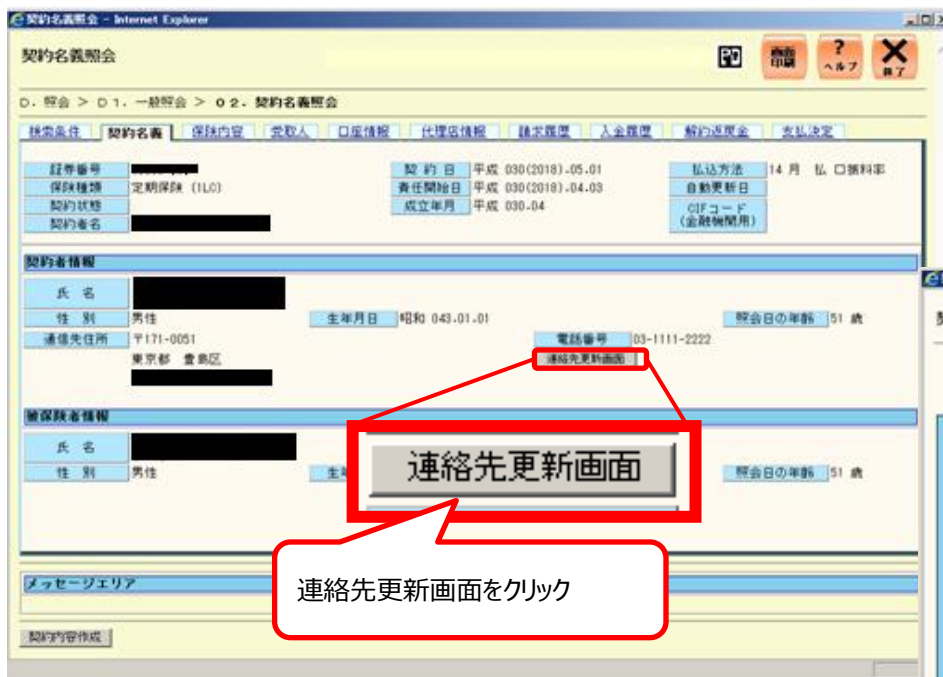 契約名義照会 - Internet Explorer
契約名義照会
印刷 ? ヘルプ 終了
D. 照会 > D1. 一般照会 > 02. 契約名義照会
検索条件 契約名義 保険内容 受取人 口座情報 代理店情報 請求履歴 入金履歴 解約返戻金 支払決定
証券番号 契約日 平成 030(2018)-05.01 払込方法 14 月 払 口振料率
保険種類 定期保険 (1LC) 責任開始日 平成 030(2018)-04.03 自動更新日
契約状態 成立年月 平成 030-04 CIFコード
契約者名 (金融機関用)
契約者情報
氏 名
性 別 男性 生年月日 昭和 043-01-01 照会日の年齢 51 歳
通信先住所 〒171-0051 電話番号 03-1111-2222
東京都 豊島区 連絡先更新画面
被保険者情報
氏 名
連絡先更新画面
性 別 男性 照会日の年齢 51 歳
連絡先更新画面をクリック
メッセージエリア
契約内容作成